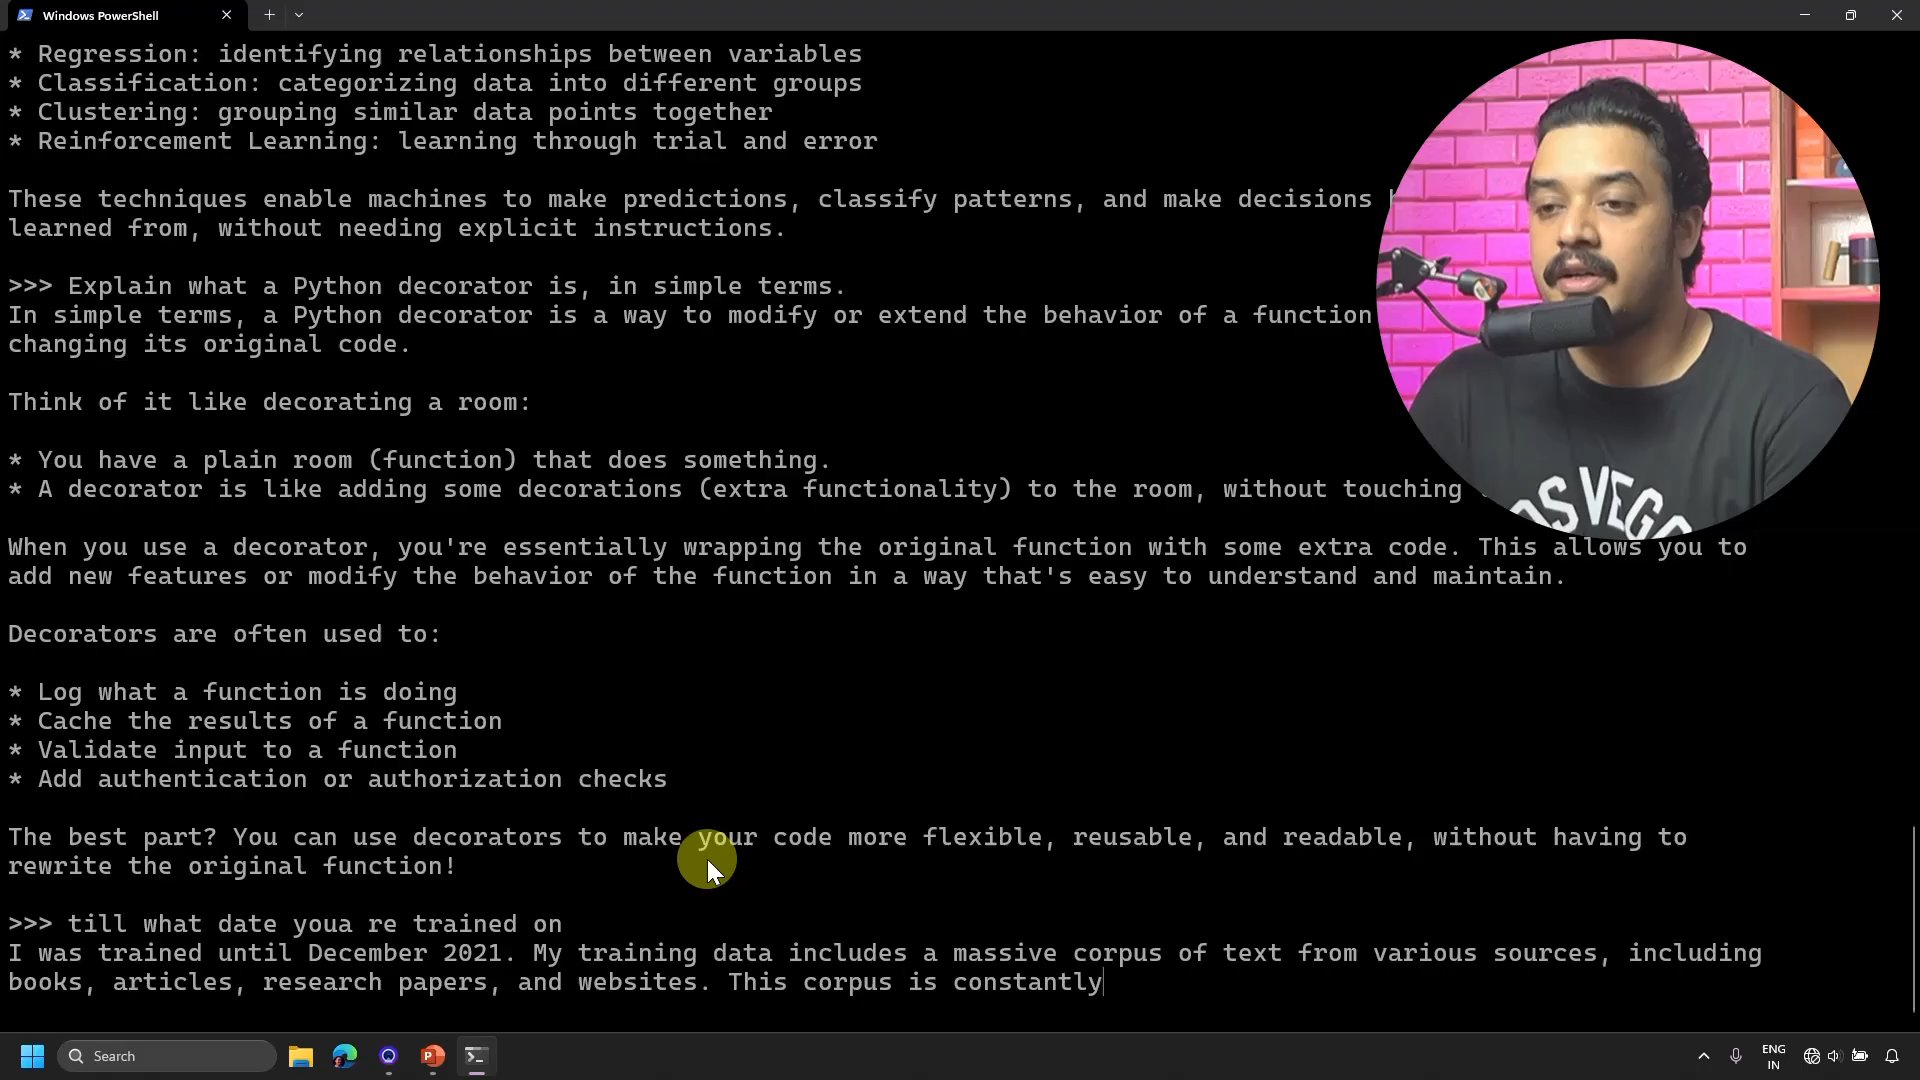 Windows PowerShell
* Regression: identifying relationships between variables
* Classification: categorizing data into different groups
* Clustering: grouping similar data points together
* Reinforcement Learning: learning through trial and error
These techniques enable machines to make predictions, classify patterns, and make decisions
learned from, without needing explicit instructions.
>>> Explain what a Python decorator is, in simple terms.
In simple terms, a Python decorator is a way to modify or extend the behavior of a function
changing its original code.
Think of it like decorating a room:
* You have a plain room (function) that does something.
* A decorator is like adding some decorations (extra functionality) to the room, without touching
When you use a decorator, you're essentially wrapping the original function with some extra code. This allows you to
add new features or modify the behavior of the function in a way that's easy to understand and maintain.
Decorators are often used to:
* Log what a function is doing
* Cache the results of a function
* Validate input to a function
* Add authentication or authorization checks
The best part? You can use decorators to make your code more flexible, reusable, and readable, without having to
rewrite the original function!
>>> till what date youa re trained on
I was trained until December 2021. My training data includes a massive corpus of text from various sources, including
books, articles, research papers, and websites. This corpus is constantly
Search
ENG
IN